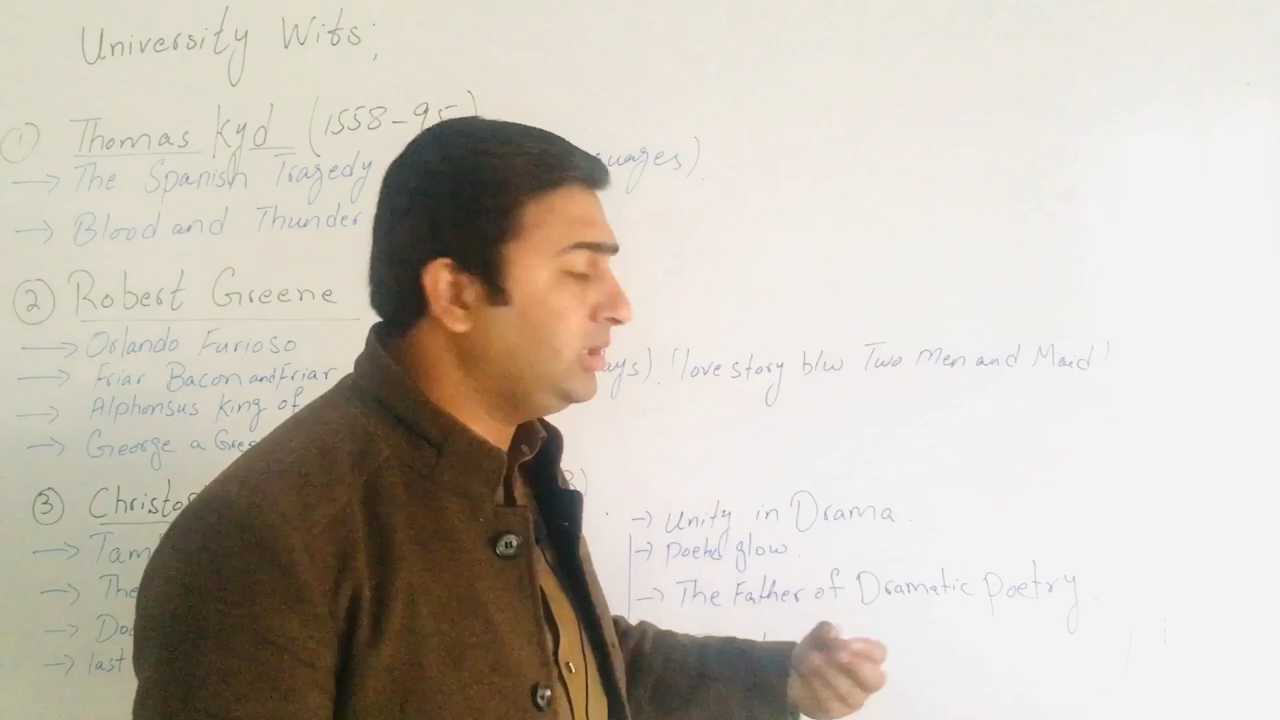 University Wits;
① Thomas Kyd (1558-95)
→ The Spanish Tragedy uages).
→ Blood and Thunder
② Robert Greene
→ Orlando Furioso
→ Friar Bacon and Friar ays). (love story b/w Two Men and Maid)
→ Alphonsus King of
→ George a Gree
③ Christo 3)
→ Tam → Unity in Drama.
→ Poetic glow.
→ The → The Father of Dramatic Poetry.
→ Doc
→ last